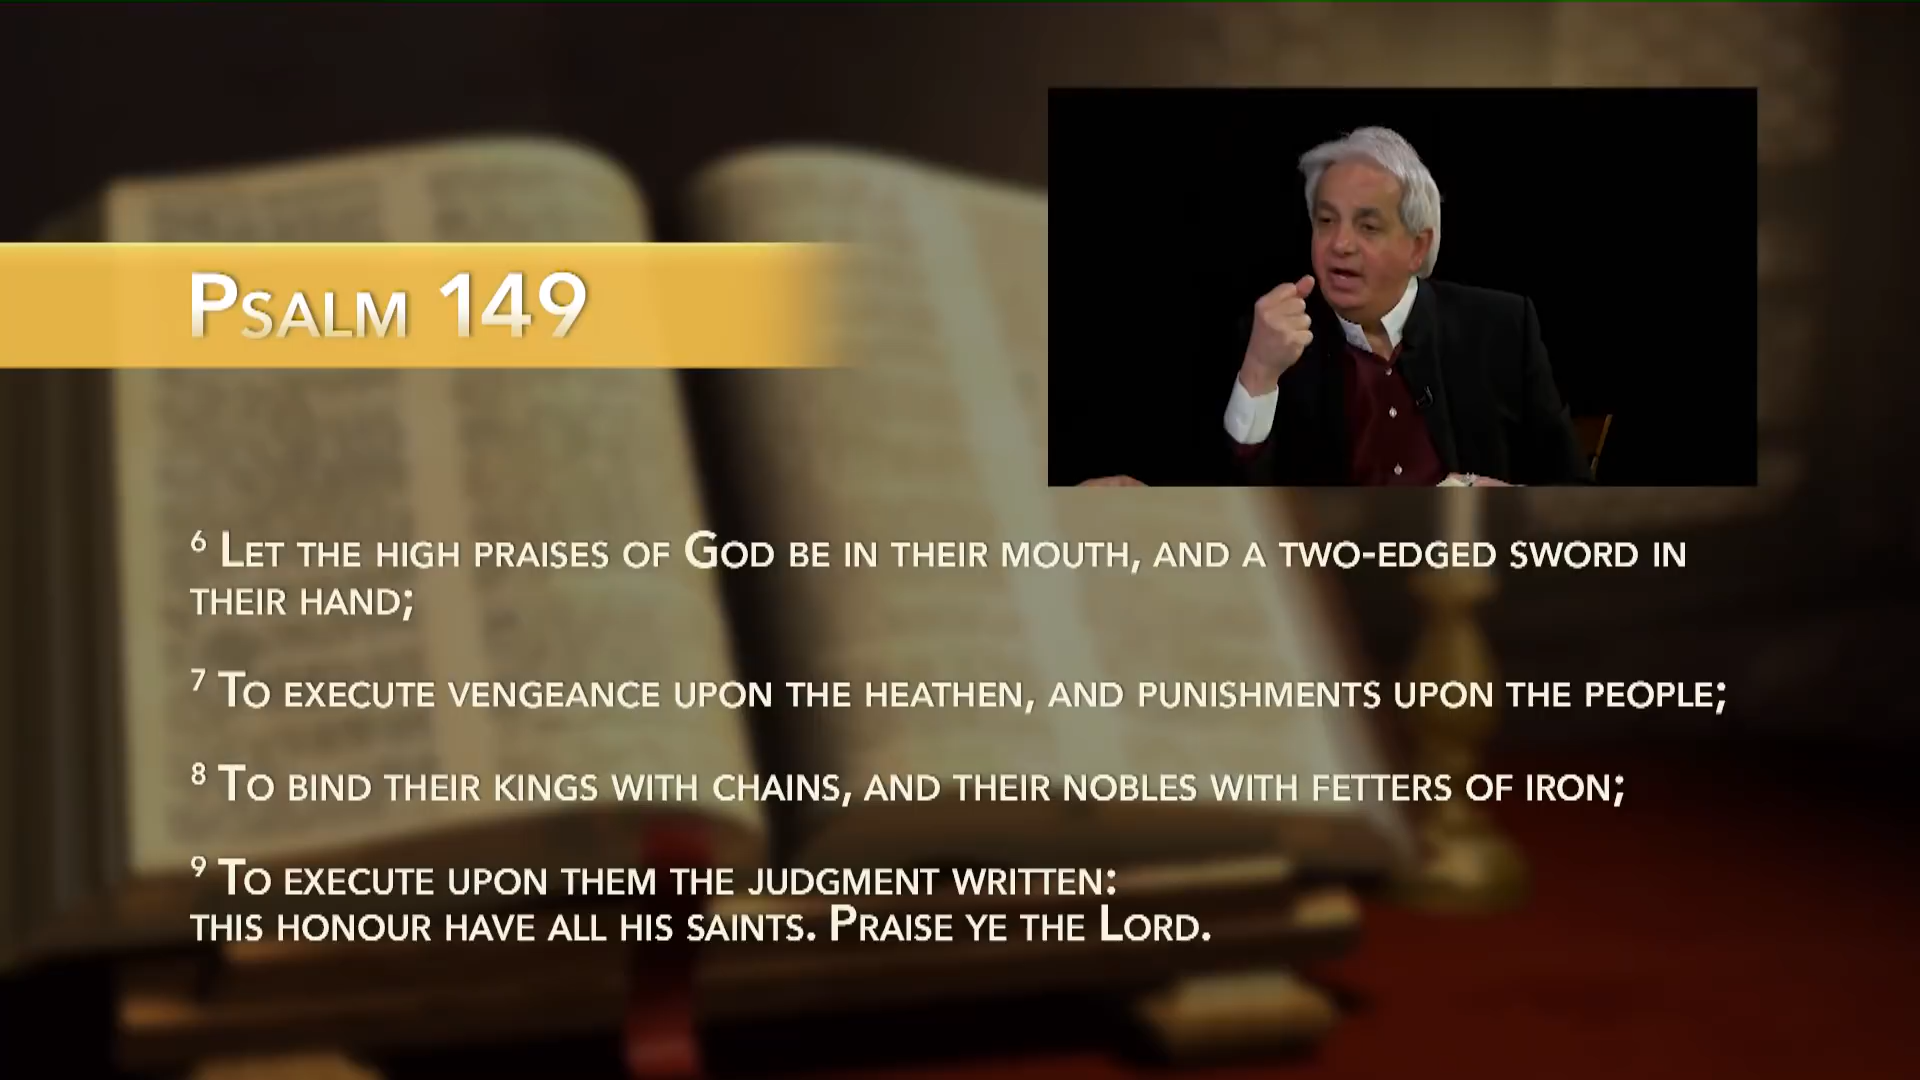 Psalm 149
6 Let the high praises of God be in their mouth, and a two-edged sword in
their hand;
7 To execute vengeance upon the heathen, and punishments upon the people;
8 To bind their kings with chains, and their nobles with fetters of iron;
9 To execute upon them the judgment written:
this honour have all his saints. Praise ye the Lord.